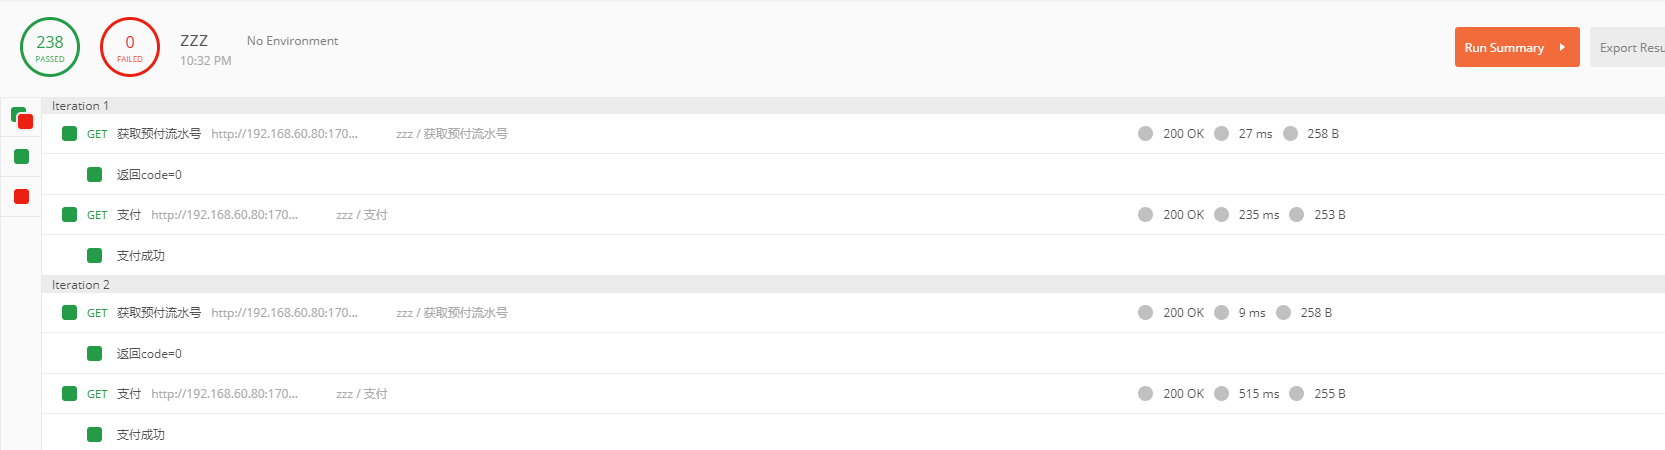 238 PASSED
0 FAILED
ZZZ No Environment
10:32 PM
Run Summary
Export Resu
Iteration 1
GET 获取预付流水号 http://192.168.60.80:170... zzz / 获取预付流水号 200 OK 27 ms 258 B
返回code=0
GET 支付 http://192.168.60.80:170... zzz / 支付 200 OK 235 ms 253 B
支付成功
Iteration 2
GET 获取预付流水号 http://192.168.60.80:170... zzz / 获取预付流水号 200 OK 9 ms 258 B
返回code=0
GET 支付 http://192.168.60.80:170... zzz / 支付 200 OK 515 ms 255 B
支付成功